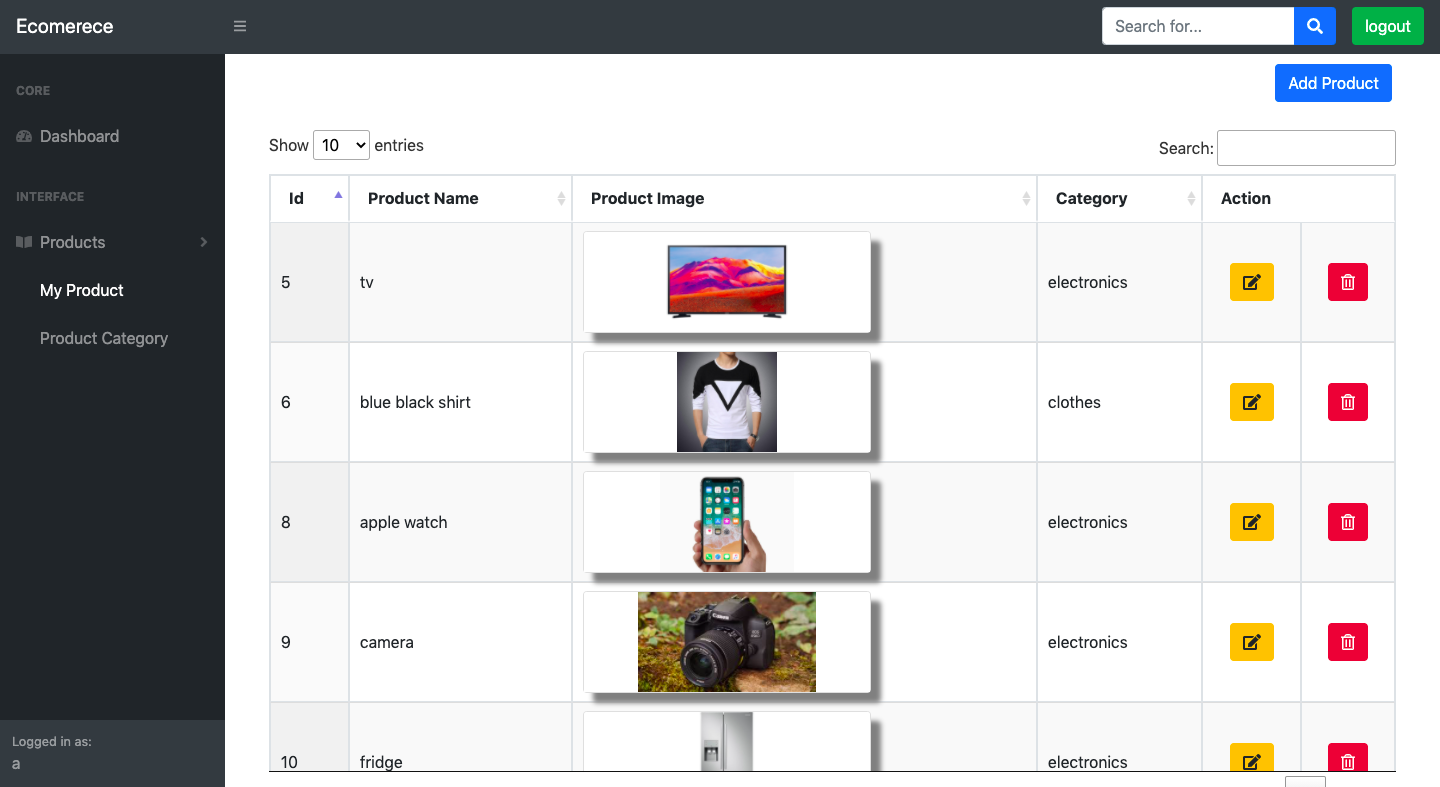 Ecomerece
Search for...
logout
CORE
Dashboard
INTERFACE
Products
My Product
Product Category
Logged in as:
a
Add Product
Show 10 entries
Search:
Id Product Name Product Image Category Action
5 tv electronics
6 blue black shirt clothes
8 apple watch electronics
9 camera electronics
10 fridge electronics